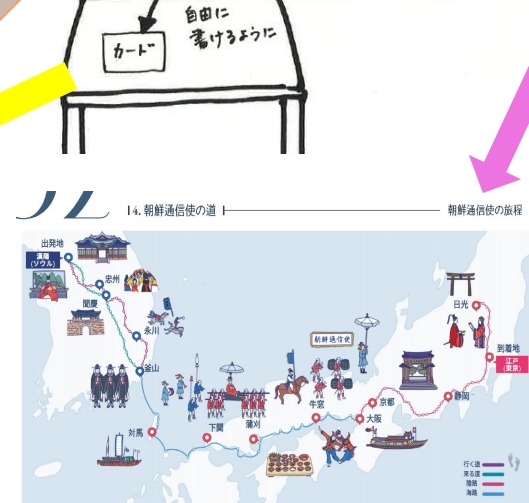 自由に
書けるように
カード
14. 朝鮮通信使の道
朝鮮通信使の旅程
出発地
漢陽
(ソウル)
忠州
聞慶
永川
釜山
対馬
下関
蒲刈
朝鮮通信使
牛窓
大阪
京都
静岡
日光
到着地
江戸
(東京)
行く道
来る道
陸路
海路